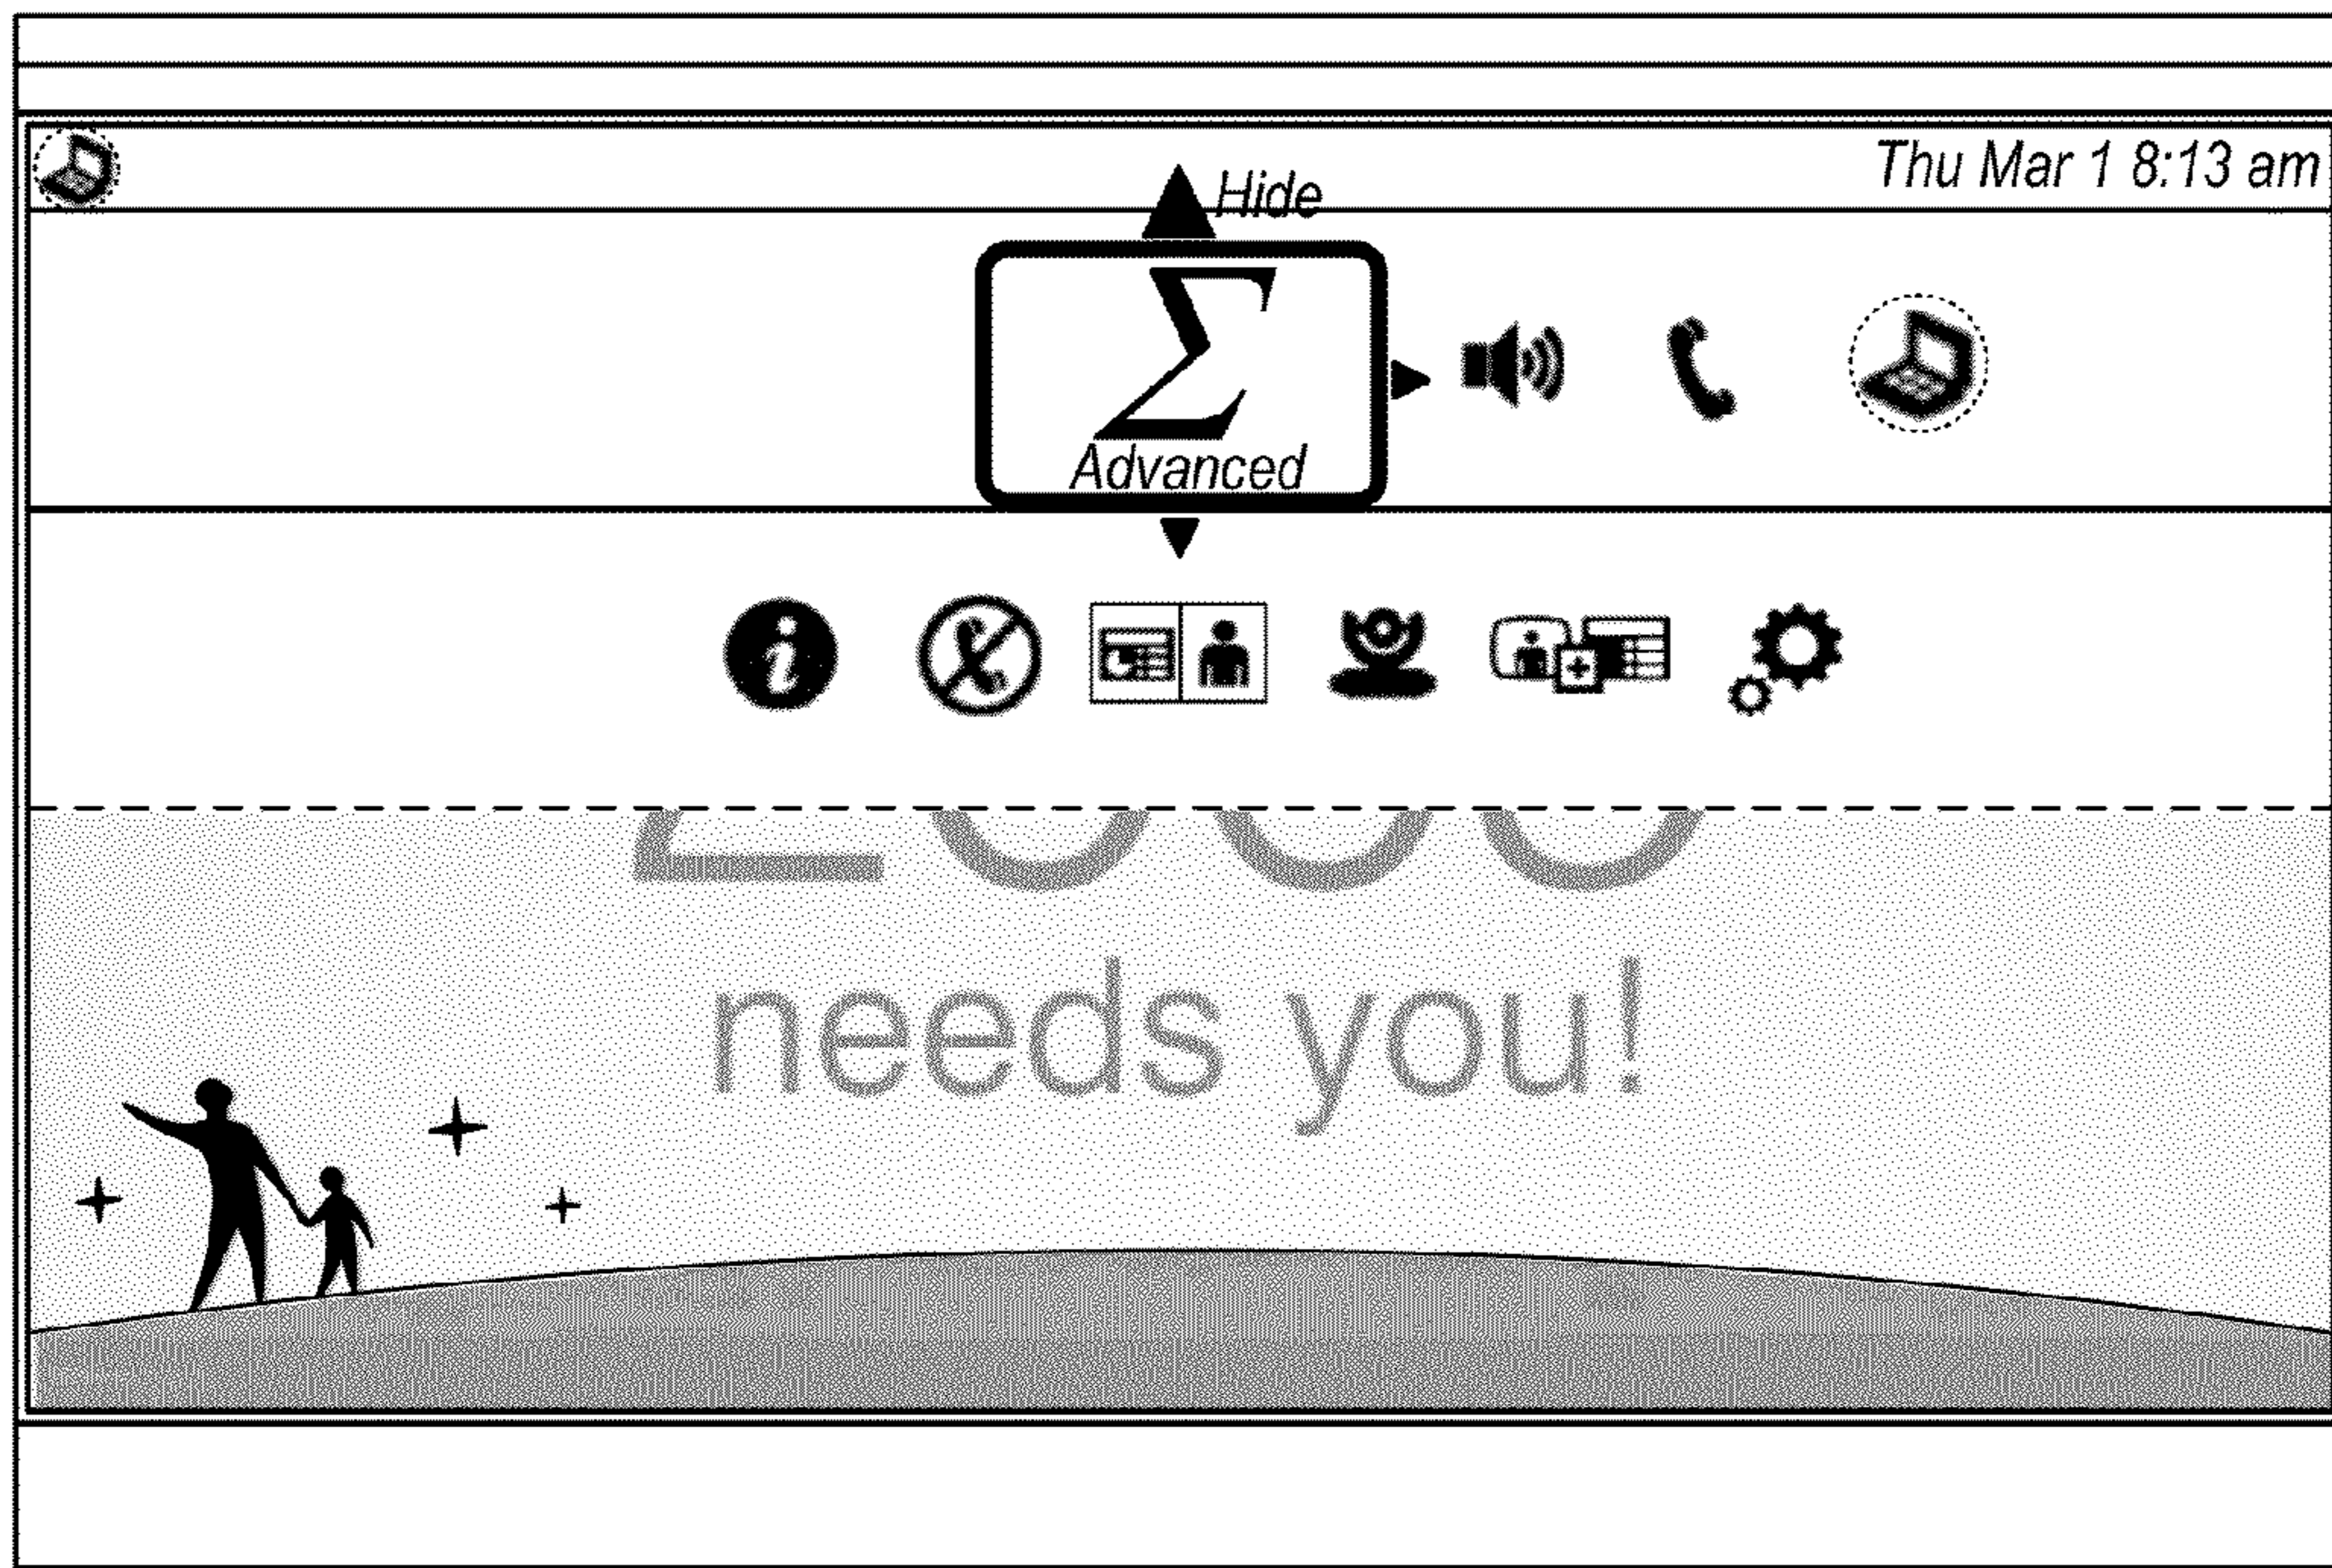 Thu Mar 1 8:13 am
Hide
Σ
Advanced
i
needs you!